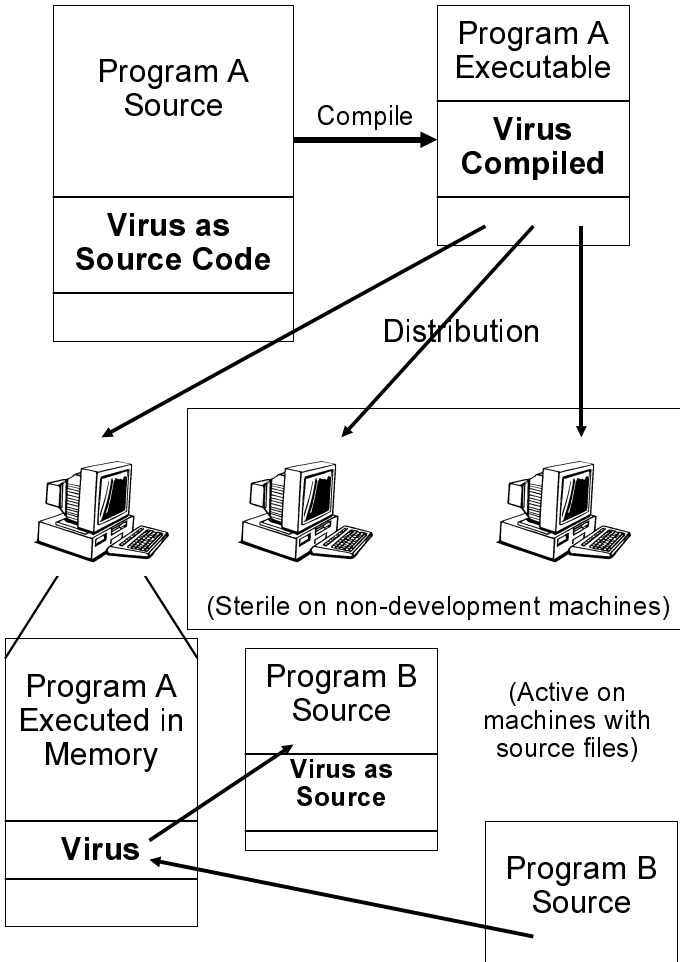 Program A
Source
Virus as
Source Code
Compile
Program A
Executable
Virus
Compiled
Distribution
(Sterile on non-development machines)
Program A
Executed in
Memory
Virus
Program B
Source
Virus as
Source
(Active on
machines with
source files)
Program B
Source